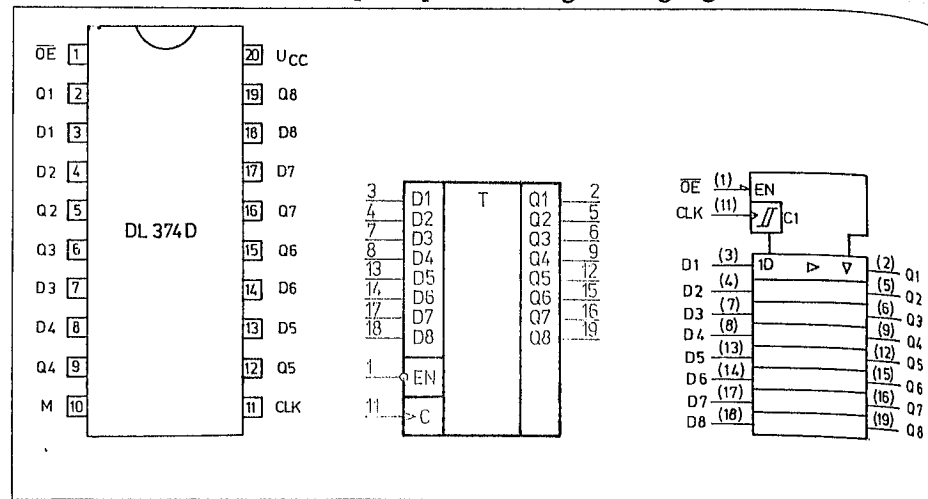 OE 1 20 UCC
Q1 2 19 Q8
D1 3 18 D8
D2 4 17 D7
Q2 5 16 Q7
DL 374D
Q3 6 15 Q6
D3 7 14 D6
D4 8 13 D5
Q4 9 12 Q5
M 10 11 CLK
T
3 D1 Q1 2
4 D2 Q2 5
7 D3 Q3 6
8 D4 Q4 9
13 D5 Q5 12
14 D6 Q6 15
17 D7 Q7 16
18 D8 Q8 19
1 EN
11 C
OE (1) EN
CLK (11) C1
D1 (3) 1D (2) Q1
D2 (4) (5) Q2
D3 (7) (6) Q3
D4 (8) (9) Q4
D5 (13) (12) Q5
D6 (14) (15) Q6
D7 (17) (16) Q7
D8 (18) (19) Q8